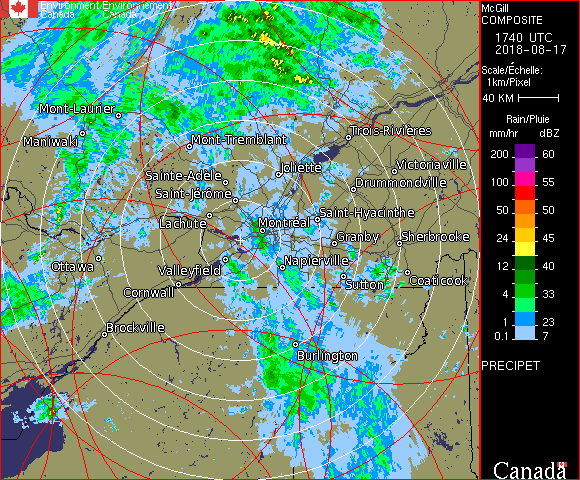 Environment Environnement
Canada Canada
Mont-Laurier
Maniwaki
Mont-Tremblant
Trois-Rivières
Joliette
Victoriaville
Sainte-Adele
Drummondville
Saint-Jérôme
Saint-Hyacinthe
Lachute
Montréal
Granby
Sherbrooke
Ottawa
Valleyfield
Napierville
Coaticook
Sutton
Cornwall
Brockville
Burlington
McGill
COMPOSITE
1740 UTC
2018-08-17
Scale/Échelle:
1km/Pixel
40 KM
Rain/Pluie
mm/hr dBZ
200 60
100 55
50 50
24 45
12 40
4 33
2 23
0.1 7
PRECIPET
Canada